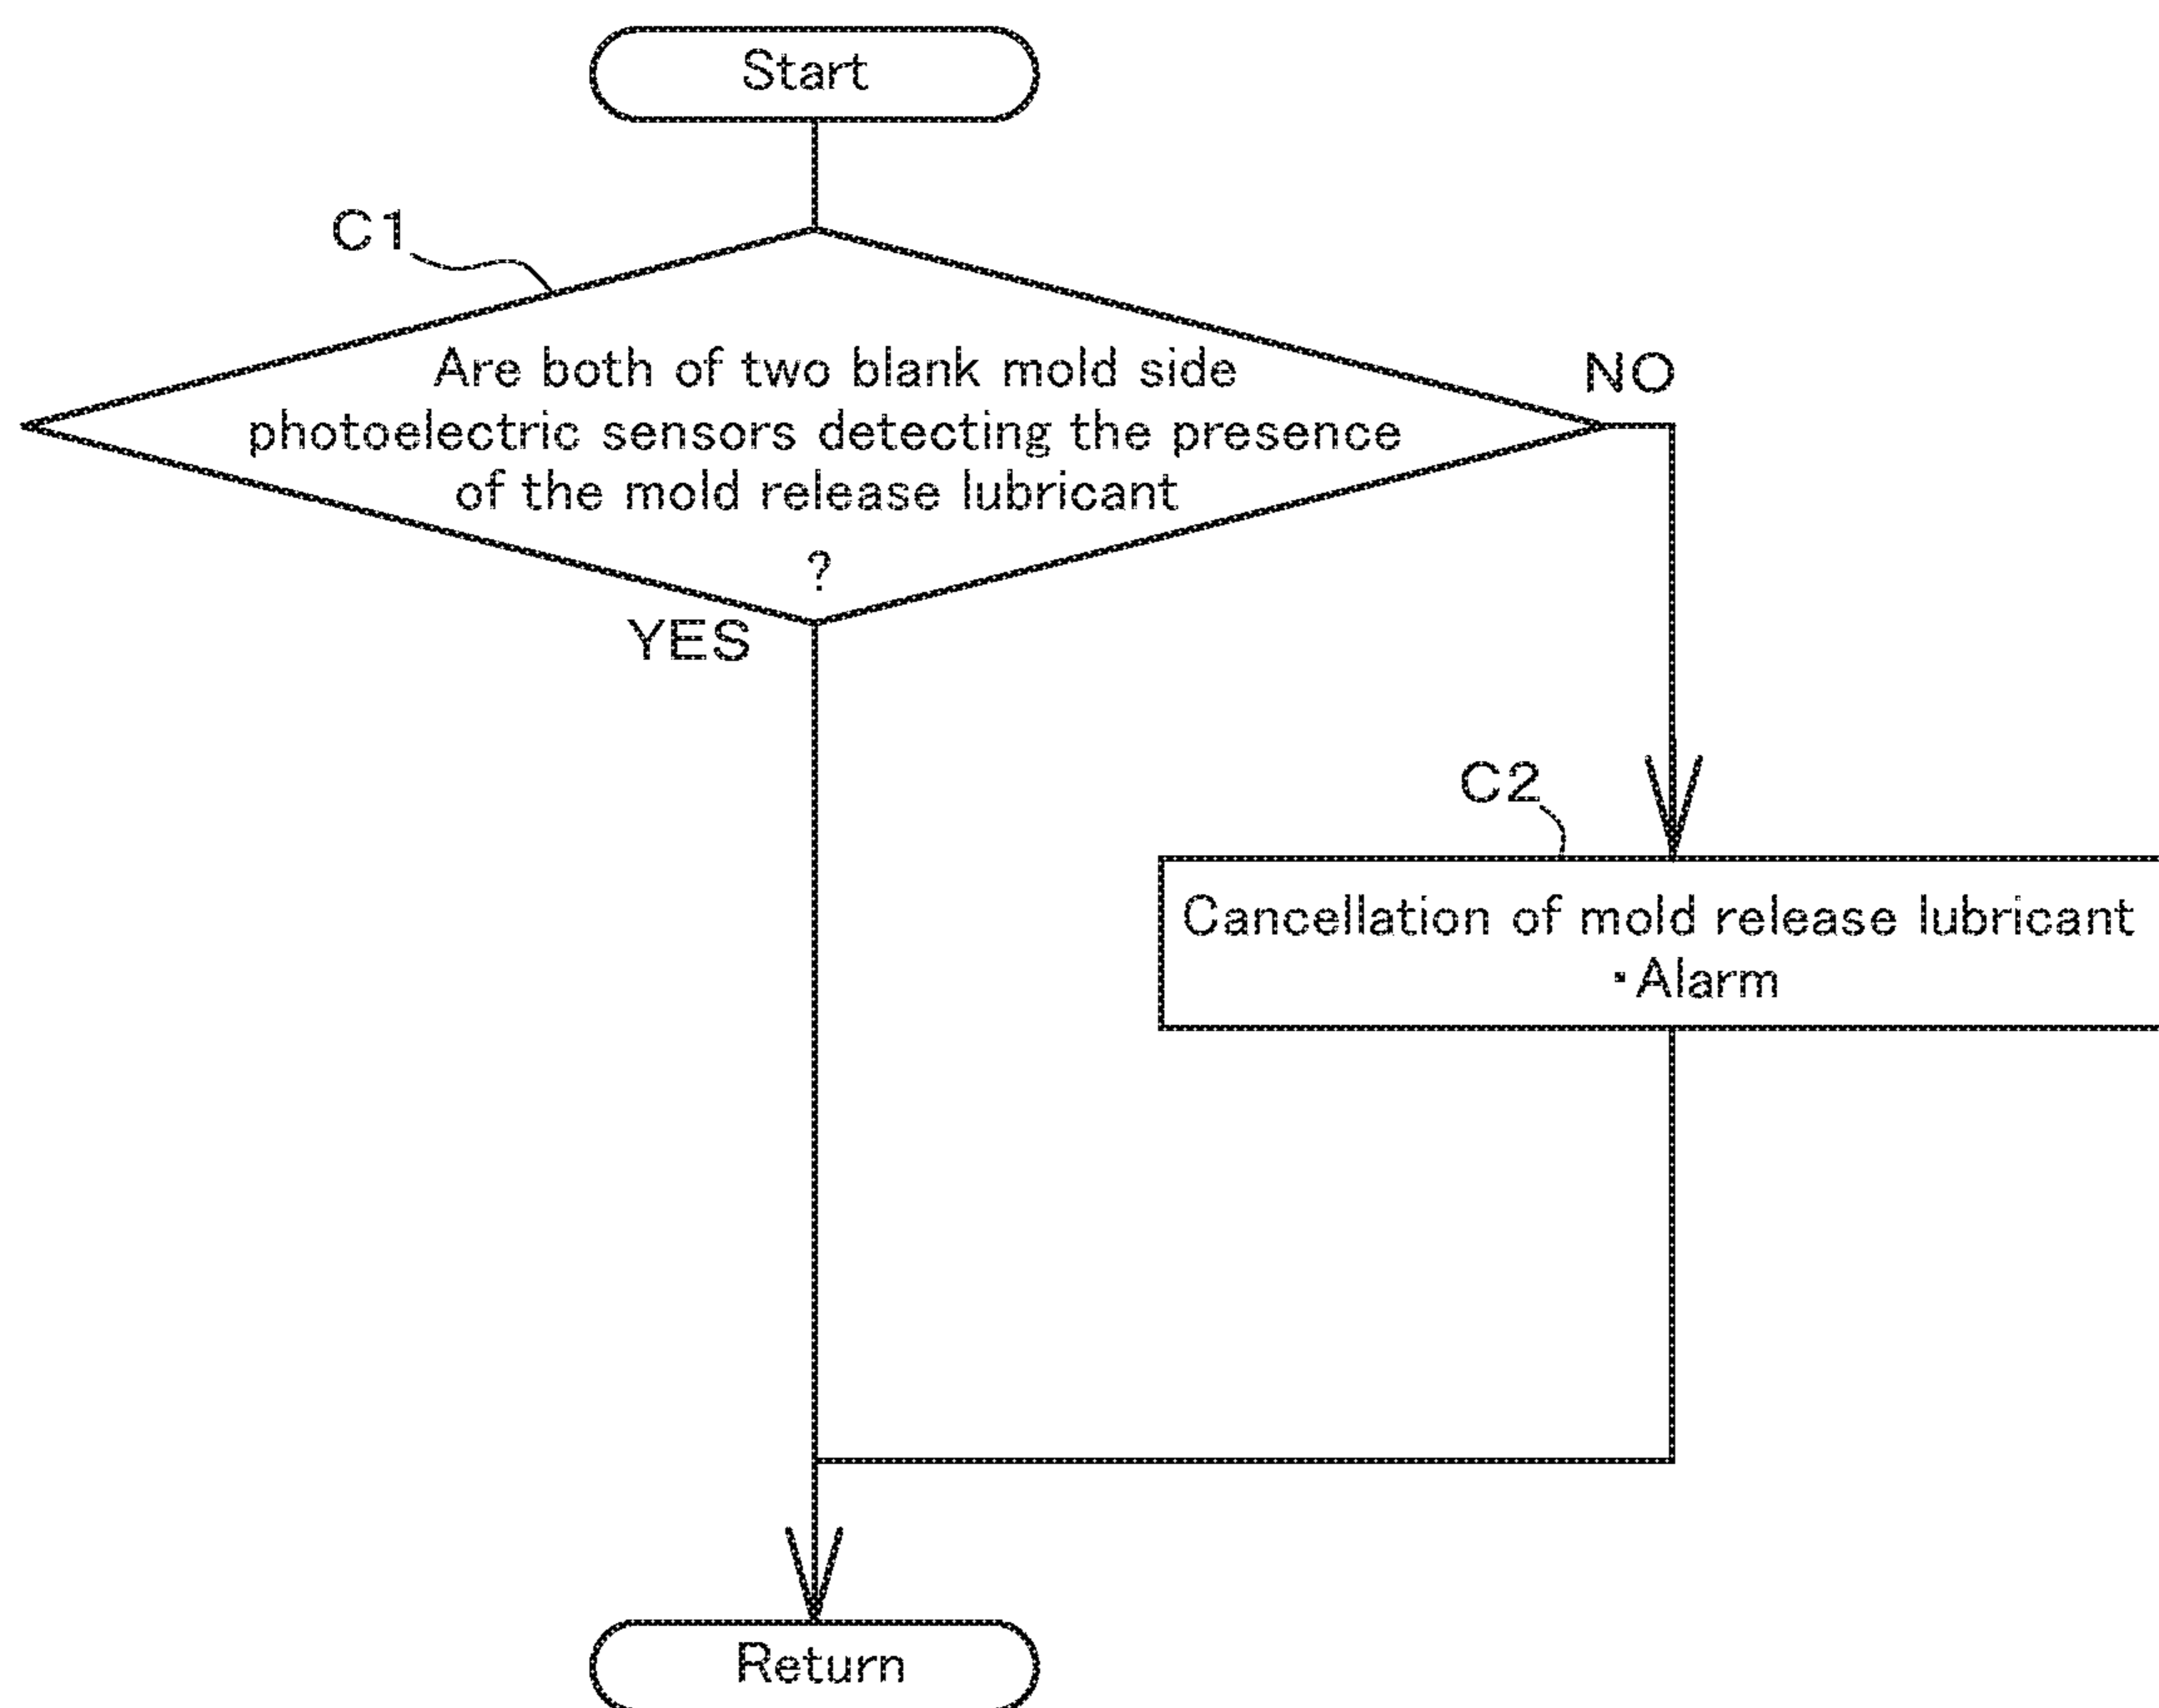 Start
C1
Are both of two blank mold side
photoelectric sensors detecting the presence
of the mold release lubricant
?
NO
YES
C2
Cancellation of mold release lubricant
・Alarm
Return